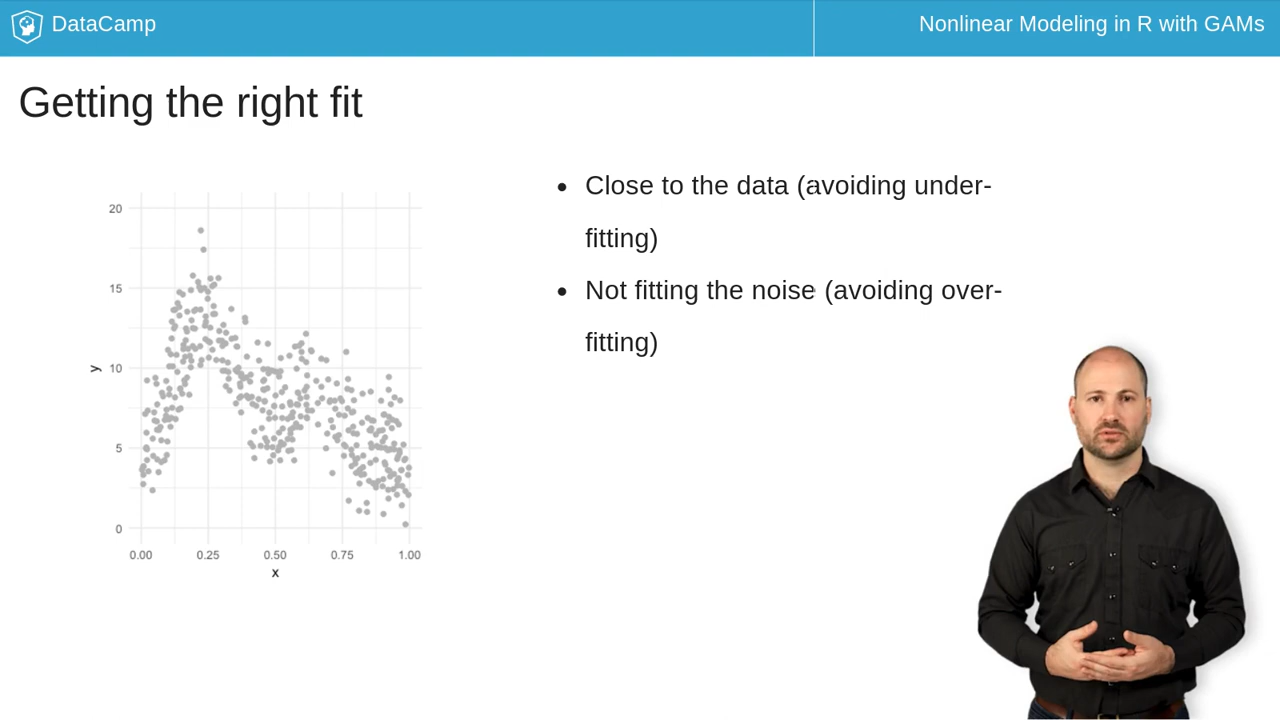 DataCamp
Nonlinear Modeling in R with GAMs
Getting the right fit
Close to the data (avoiding under-
fitting)
Not fitting the noise (avoiding over-
fitting)
20
15
y
10
5
0
0.00 0.25 0.50 0.75 1.00
x